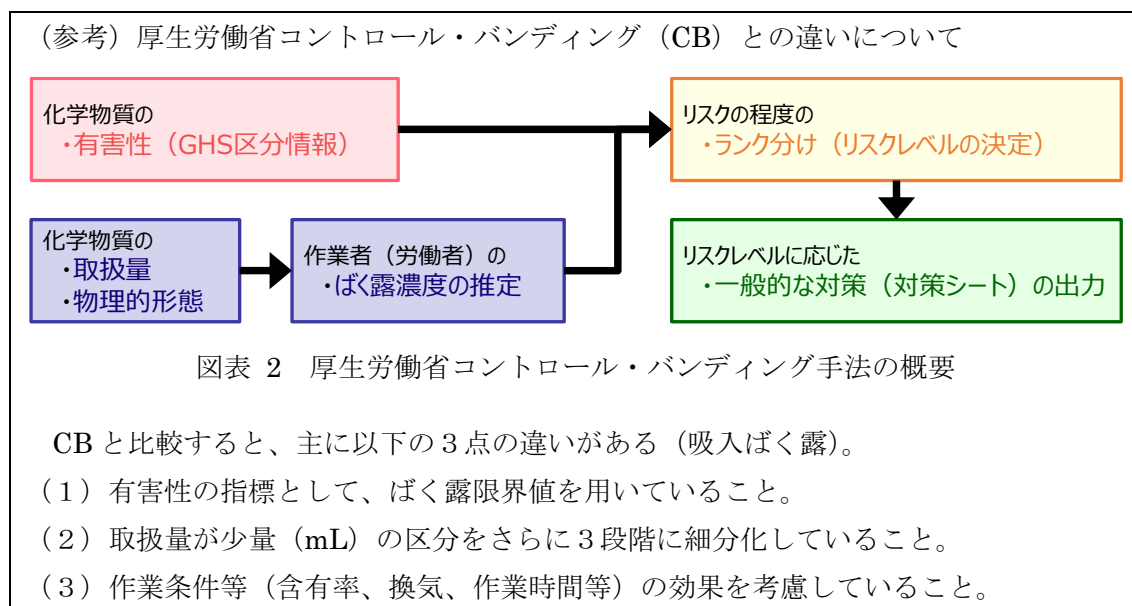 (参考)厚生労働省コントロール・バンディング(CB)との違いについて
化学物質の
・有害性(GHS区分情報)
リスクの程度の
・ランク分け(リスクレベルの決定)
化学物質の
・取扱量
・物理的形態
作業者(労働者)の
・ばく露濃度の推定
リスクレベルに応じた
・一般的な対策(対策シート)の出力
図表 2 厚生労働省コントロール・バンディング手法の概要
CB と比較すると、主に以下の3点の違いがある(吸入ばく露)。
(1)有害性の指標として、ばく露限界値を用いていること。
(2)取扱量が少量(mL)の区分をさらに3段階に細分化していること。
(3)作業条件等(含有率、換気、作業時間等)の効果を考慮していること。